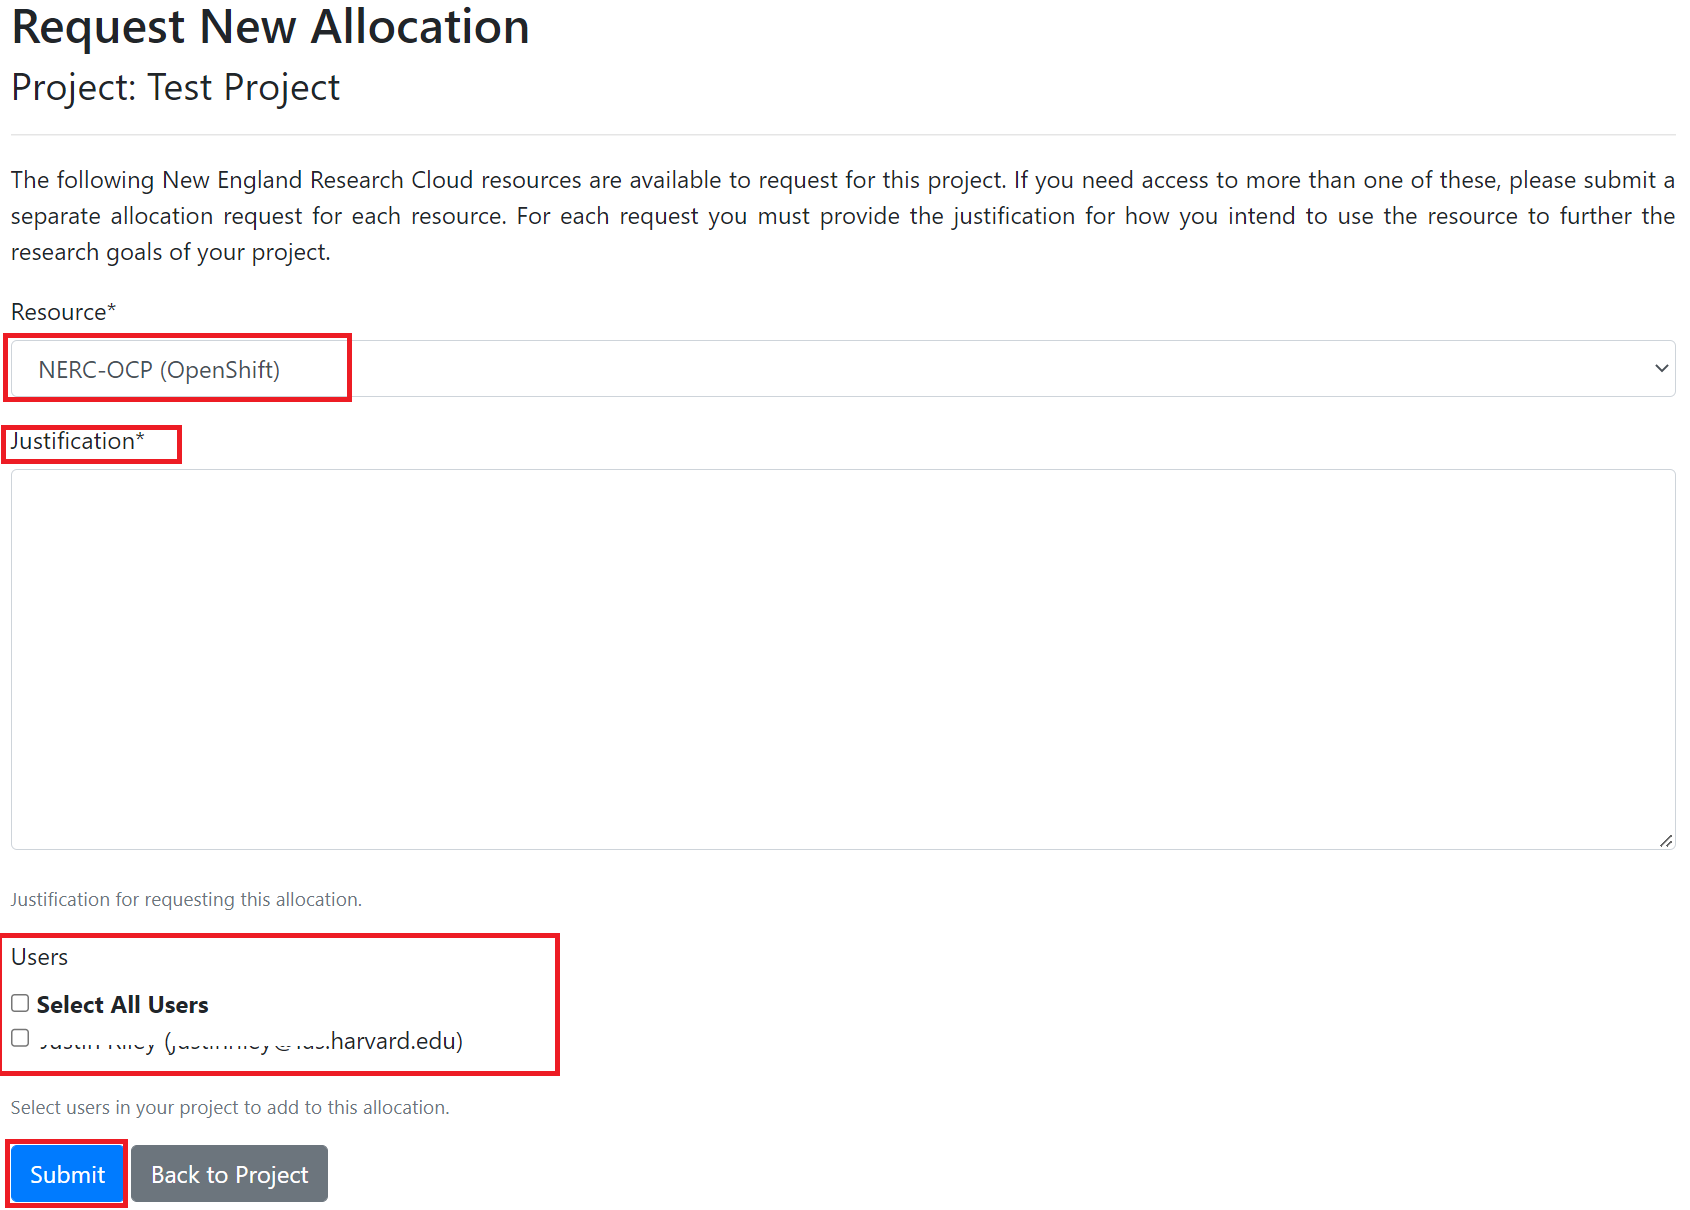 Request New Allocation
Project: Test Project
The following New England Research Cloud resources are available to request for this project. If you need access to more than one of these, please submit a
separate allocation request for each resource. For each request you must provide the justification for how you intend to use the resource to further the
research goals of your project.
Resource*
NERC-OCP (OpenShift)
Justification*
Justification for requesting this allocation.
Users
Select All Users
.harvard.edu)
Select users in your project to add to this allocation.
Submit Back to Project